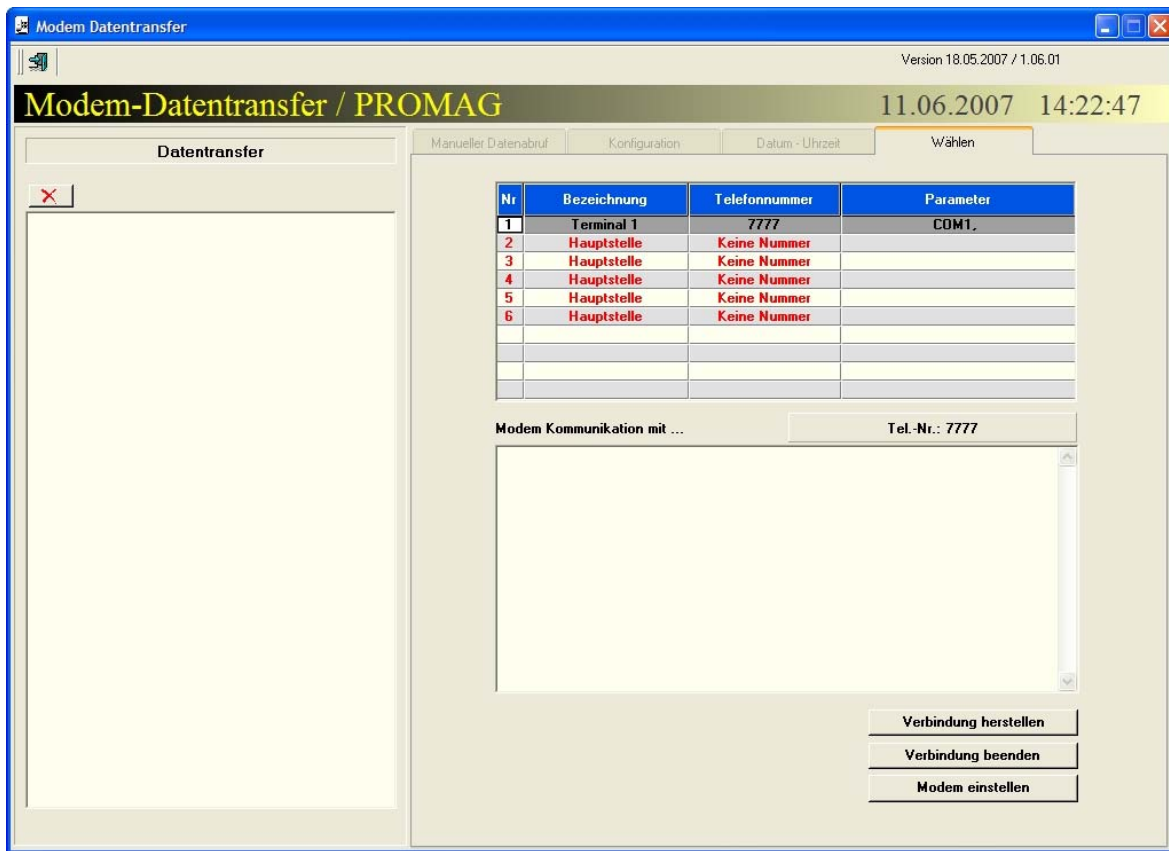 Modem Datentransfer
Version 18.05.2007 / 1.06.01
Modem-Datentransfer / PROMAG 11.06.2007 14:22:47
Datentransfer
Manueller Datenabruf Konfiguration Datum - Uhrzeit Wählen
Nr Bezeichnung Telefonnummer Parameter
1 Terminal 1 7777 COM1,
2 Hauptstelle Keine Nummer
3 Hauptstelle Keine Nummer
4 Hauptstelle Keine Nummer
5 Hauptstelle Keine Nummer
6 Hauptstelle Keine Nummer
Modem Kommunikation mit ... Tel.-Nr.: 7777
Verbindung herstellen
Verbindung beenden
Modem einstellen